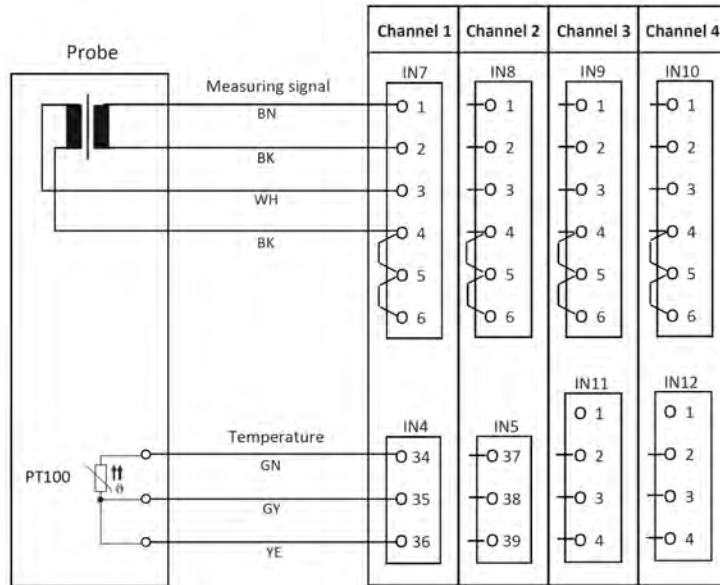 Channel 1 Channel 2 Channel 3 Channel 4
Probe
IN7 IN8 IN9 IN10
Measuring signal
1 1 1 1
BN
2 2 2 2
BK
3 3 3 3
WH
4 4 4 4
BK
5 5 5 5
6 6 6 6
IN11 IN12
1 1
IN4 IN5
Temperature
34 37 2 2
GN
PT100 ϑ
35 38 3 3
GY
36 39 4 4
YE